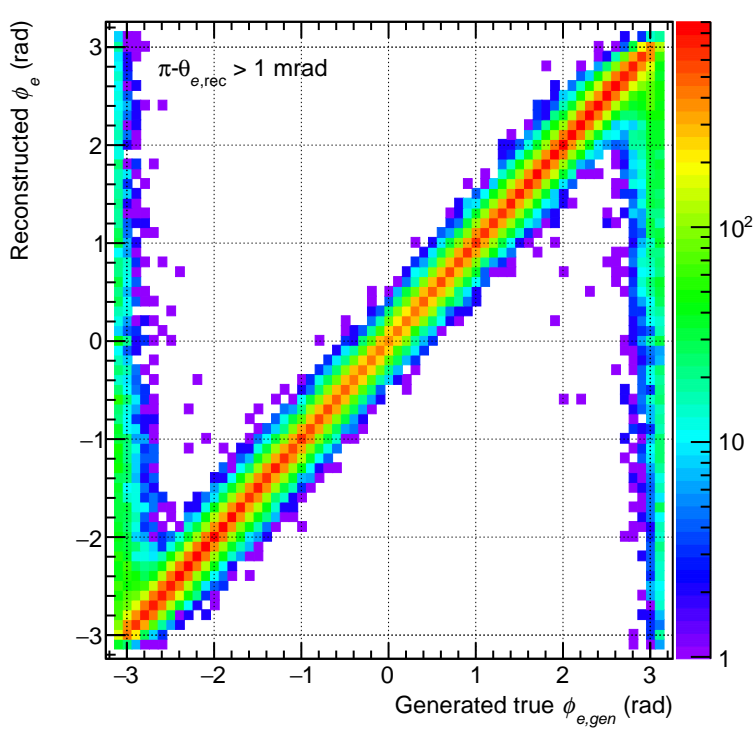 Reconstructed ϕe (rad)
π-θe,rec > 1 mrad
3
2
1
0
−1
−2
−3
−3 −2 −1 0 1 2 3
Generated true ϕe,gen (rad)
10²
10
1